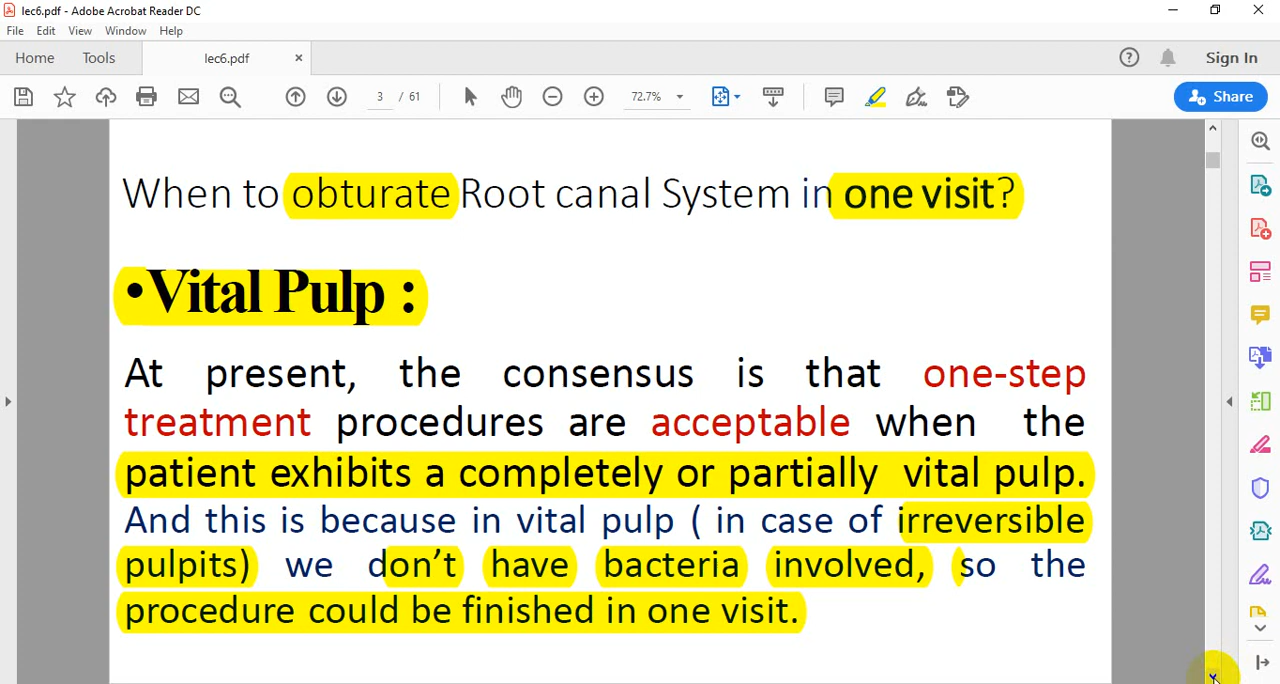 lec6.pdf - Adobe Acrobat Reader DC
File Edit View Window Help
Home Tools lec6.pdf × Sign In
3 / 61 72.7% Share
When to obturate Root canal System in one visit?
•Vital Pulp :
At present, the consensus is that one-step
treatment procedures are acceptable when the
patient exhibits a completely or partially vital pulp.
And this is because in vital pulp ( in case of irreversible
pulpits) we don't have bacteria involved, so the
procedure could be finished in one visit.